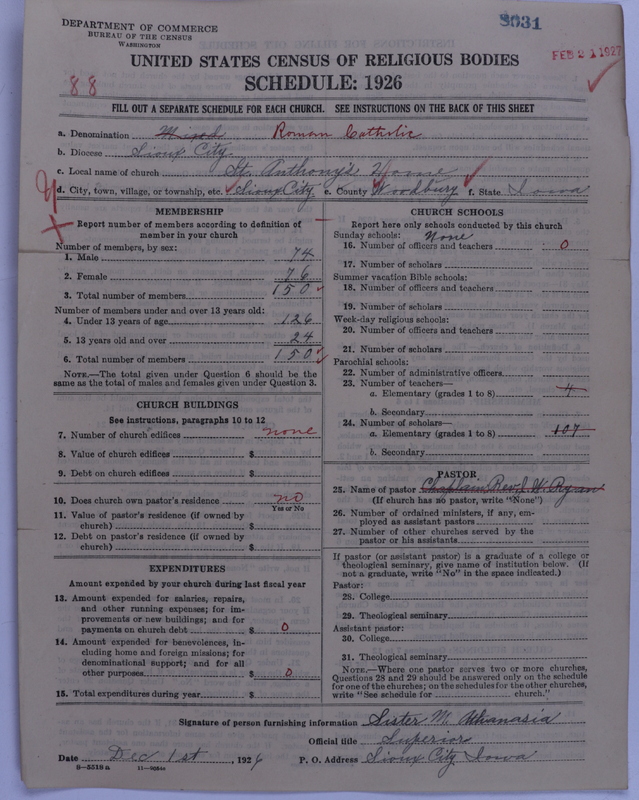 DEPARTMENT OF COMMERCE
BUREAU OF THE CENSUS
WASHINGTON
8031
FEB 21 1927
UNITED STATES CENSUS OF RELIGIOUS BODIES
SCHEDULE: 1926
88
FILL OUT A SEPARATE SCHEDULE FOR EACH CHURCH. SEE INSTRUCTIONS ON THE BACK OF THIS SHEET
a. Denomination Mixed Roman Catholic
b. Diocese Sioux City
c. Local name of church St. Anthony's Home
d. City, town, village, or township, etc. Sioux City e. County Woodbury f. State Iowa
MEMBERSHIP
Report number of members according to definition of
member in your church
Number of members, by sex:
1. Male 74
2. Female 76
3. Total number of members 150
Number of members under and over 13 years old:
4. Under 13 years of age 126
5. 13 years old and over 24
6. Total number of members 150
NOTE.—The total given under Question 6 should be
same as the total of males and females given under Question 3.
CHURCH BUILDINGS
See instructions, paragraphs 10 to 12
7. Number of church edifices none
8. Value of church edifices $
9. Debt on church edifices $
10. Does church own pastor's residence no
Yes or No
11. Value of pastor's residence (if owned by
church) $
12. Debt on pastor's residence (if owned by
church) $
EXPENDITURES
Amount expended by your church during last fiscal year
13. Amount expended for salaries, repairs,
and other running expenses; for im-
provements or new buildings; and for
payments on church debt $ 0
14. Amount expended for benevolences, in-
cluding home and foreign missions; for
denominational support; and for all
other purposes $ 0
15. Total expenditures during year $
CHURCH SCHOOLS
Report here only schools conducted by this church
Sunday schools: None
16. Number of officers and teachers 0
17. Number of scholars
Summer vacation Bible schools:
18. Number of officers and teachers
19. Number of scholars
Week-day religious schools:
20. Number of officers and teachers
21. Number of scholars
Parochial schools:
22. Number of administrative officers
23. Number of teachers—
a. Elementary (grades 1 to 8) 4
b. Secondary
24. Number of scholars—
a. Elementary (grades 1 to 8) 107
b. Secondary
PASTOR
25. Name of pastor Chaplain Rev. J. W. Ryan
(If church has no pastor, write "None")
26. Number of ordained ministers, if any, em-
ployed as assistant pastors
27. Number of other churches served by the
pastor or his assistants
If pastor (or assistant pastor) is a graduate of a college or
theological seminary, give name of institution below. (If
not a graduate, write "No" in the space indicated.)
Pastor:
28. College
29. Theological seminary
Assistant pastor:
30. College
31. Theological seminary
NOTE.—Where one pastor serves two or more churches,
Questions 28 and 29 should be answered only on the schedule
for one of the churches; on the schedules for the other churches,
write "See schedule for church."
Signature of person furnishing information Sister M. Athanasia
Official title Superior
Date Dec 1st, 1926 P. O. Address Sioux City Iowa